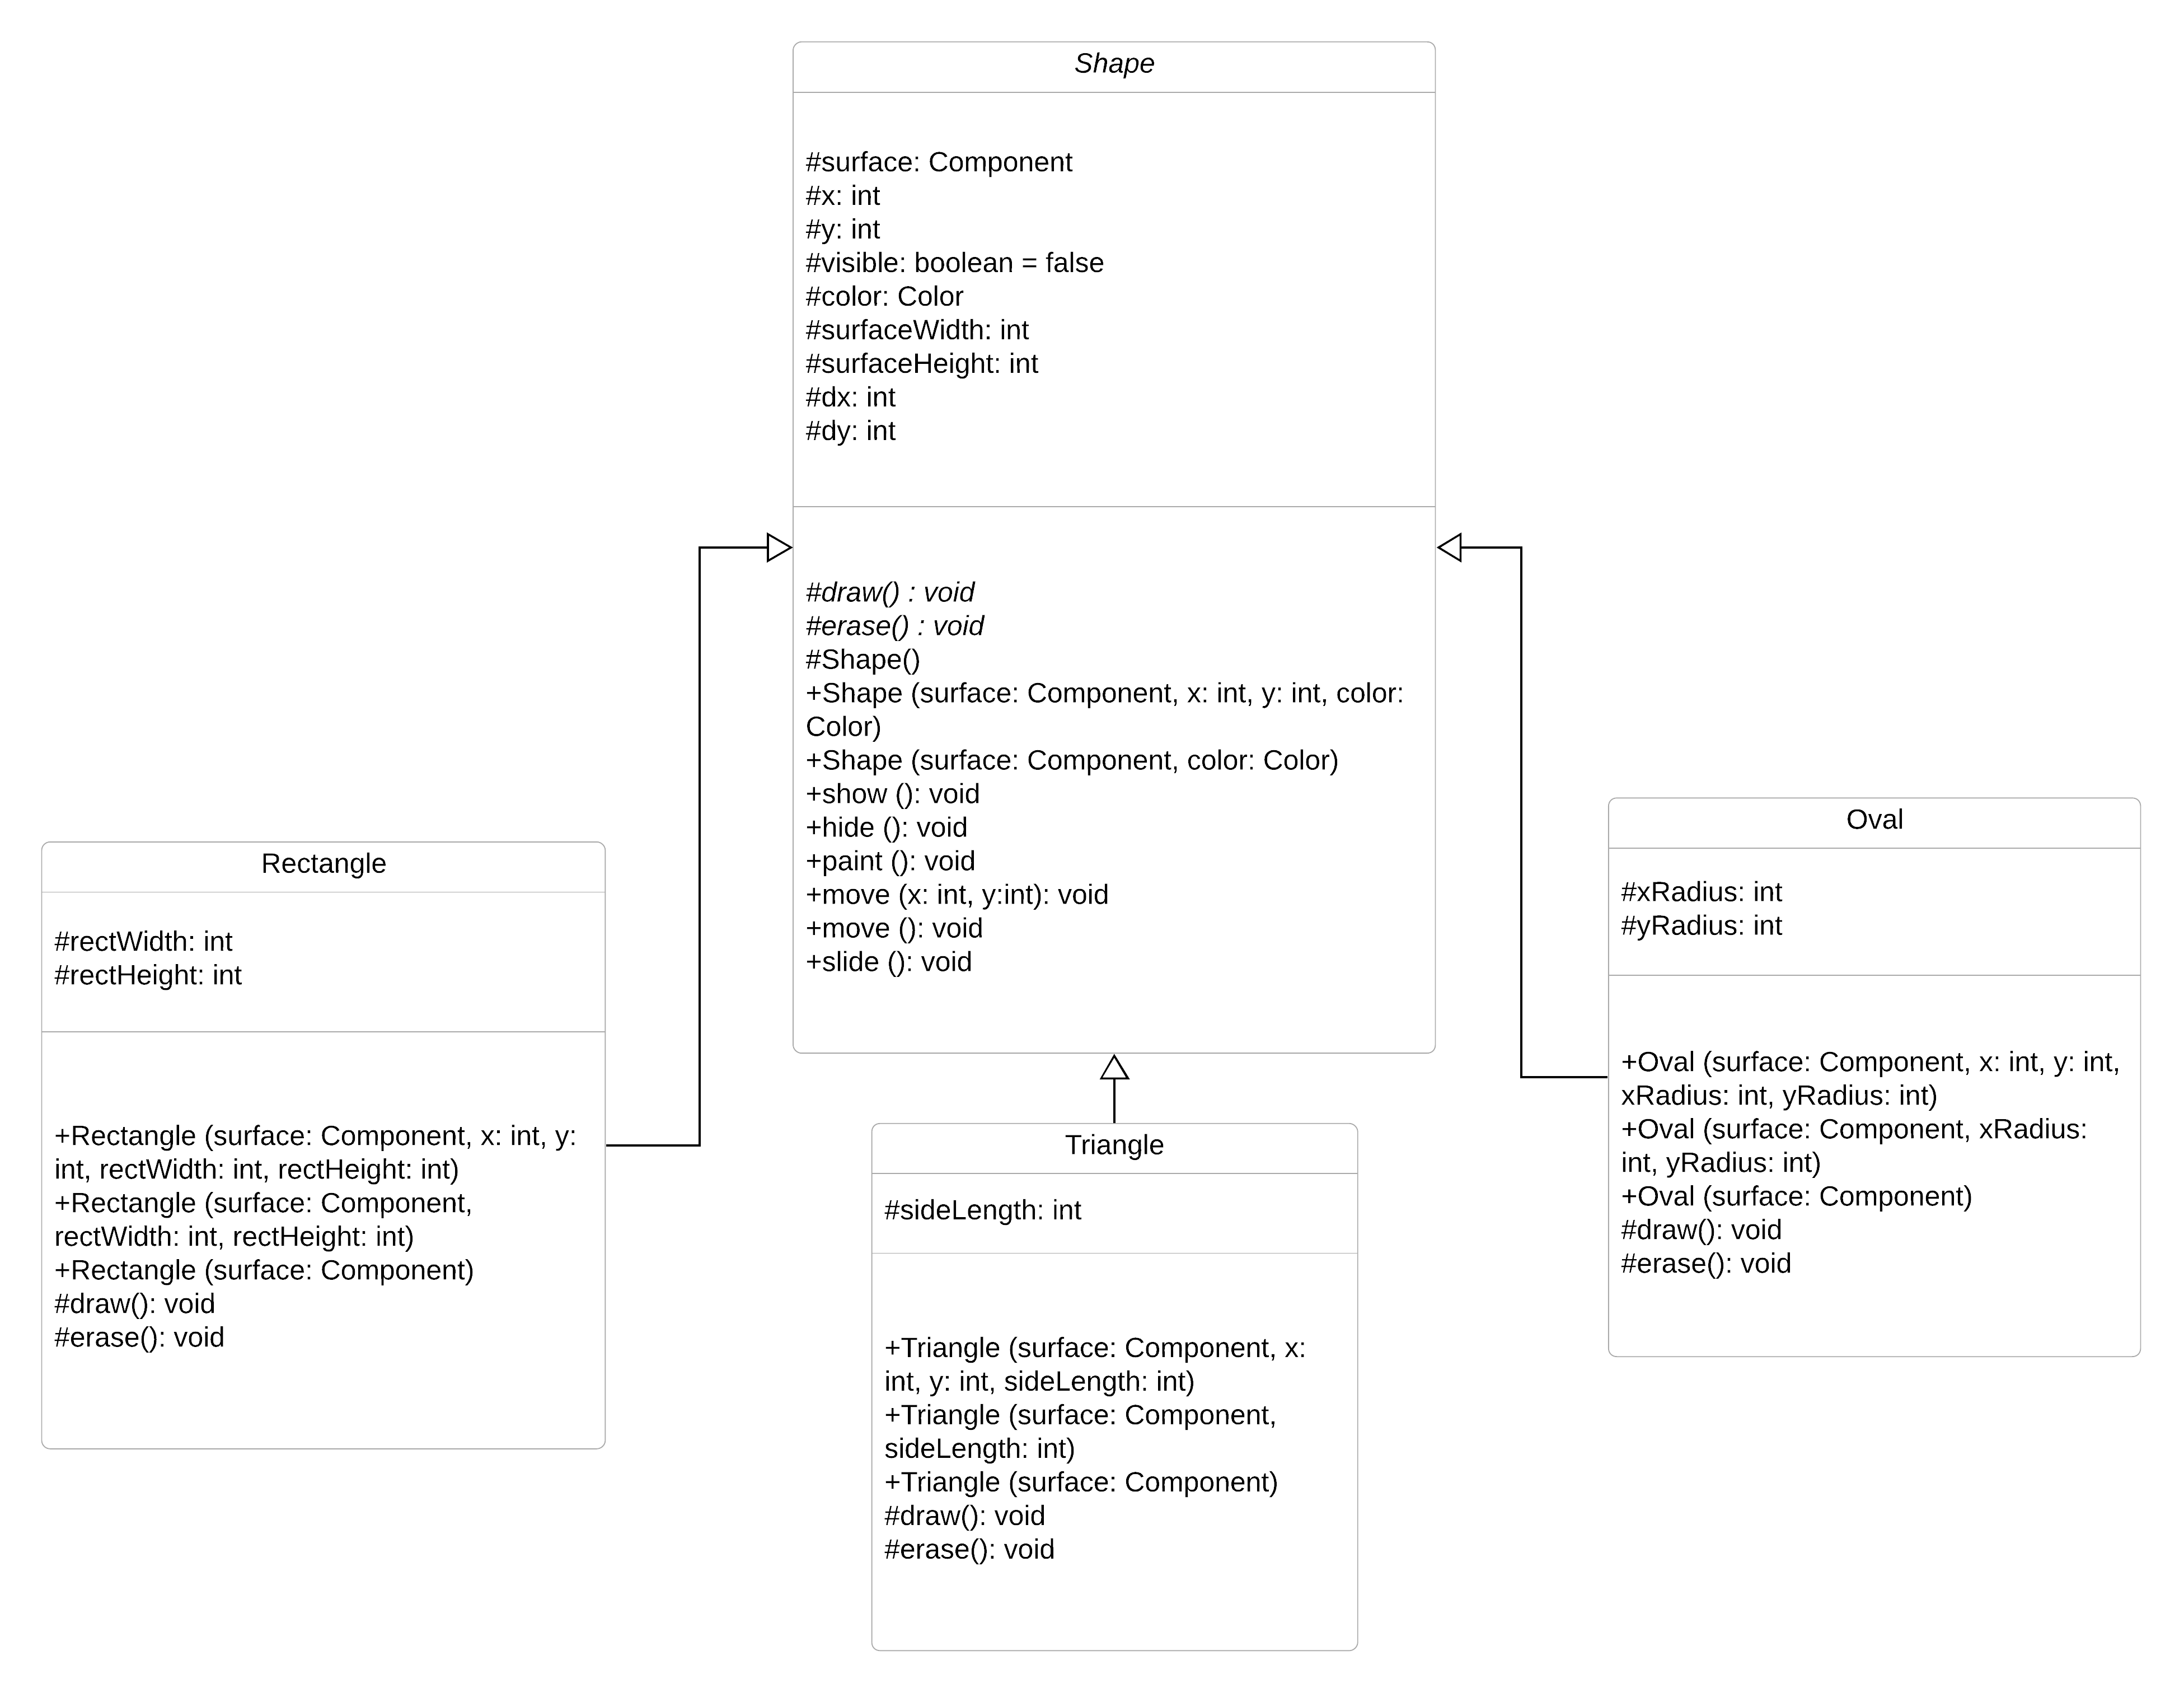 Shape
#surface: Component
#x: int
#y: int
#visible: boolean = false
#color: Color
#surfaceWidth: int
#surfaceHeight: int
#dx: int
#dy: int
#draw() : void
#erase() : void
#Shape()
+Shape (surface: Component, x: int, y: int, color:
Color)
+Shape (surface: Component, color: Color)
+show (): void
+hide (): void
+paint (): void
+move (x: int, y:int): void
+move (): void
+slide (): void
Rectangle
#rectWidth: int
#rectHeight: int
+Rectangle (surface: Component, x: int, y:
int, rectWidth: int, rectHeight: int)
+Rectangle (surface: Component,
rectWidth: int, rectHeight: int)
+Rectangle (surface: Component)
#draw(): void
#erase(): void
Triangle
#sideLength: int
+Triangle (surface: Component, x:
int, y: int, sideLength: int)
+Triangle (surface: Component,
sideLength: int)
+Triangle (surface: Component)
#draw(): void
#erase(): void
Oval
#xRadius: int
#yRadius: int
+Oval (surface: Component, x: int, y: int,
xRadius: int, yRadius: int)
+Oval (surface: Component, xRadius:
int, yRadius: int)
+Oval (surface: Component)
#draw(): void
#erase(): void